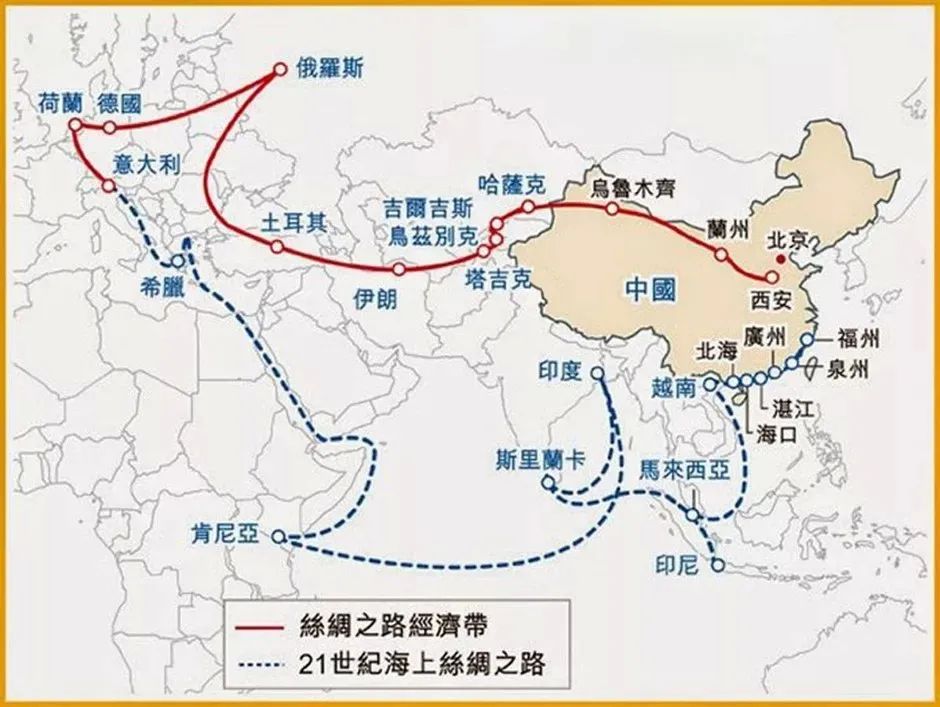 俄羅斯
荷蘭
德國
意大利
哈薩克
烏魯木齊
吉爾吉斯
烏茲別克
土耳其
蘭州
北京
塔吉克
伊朗
希臘
中國
西安
廣州
福州
北海
泉州
印度
越南
湛江
海口
斯里蘭卡
馬來西亞
肯尼亞
印尼
絲綢之路經濟帶
21世紀海上絲綢之路